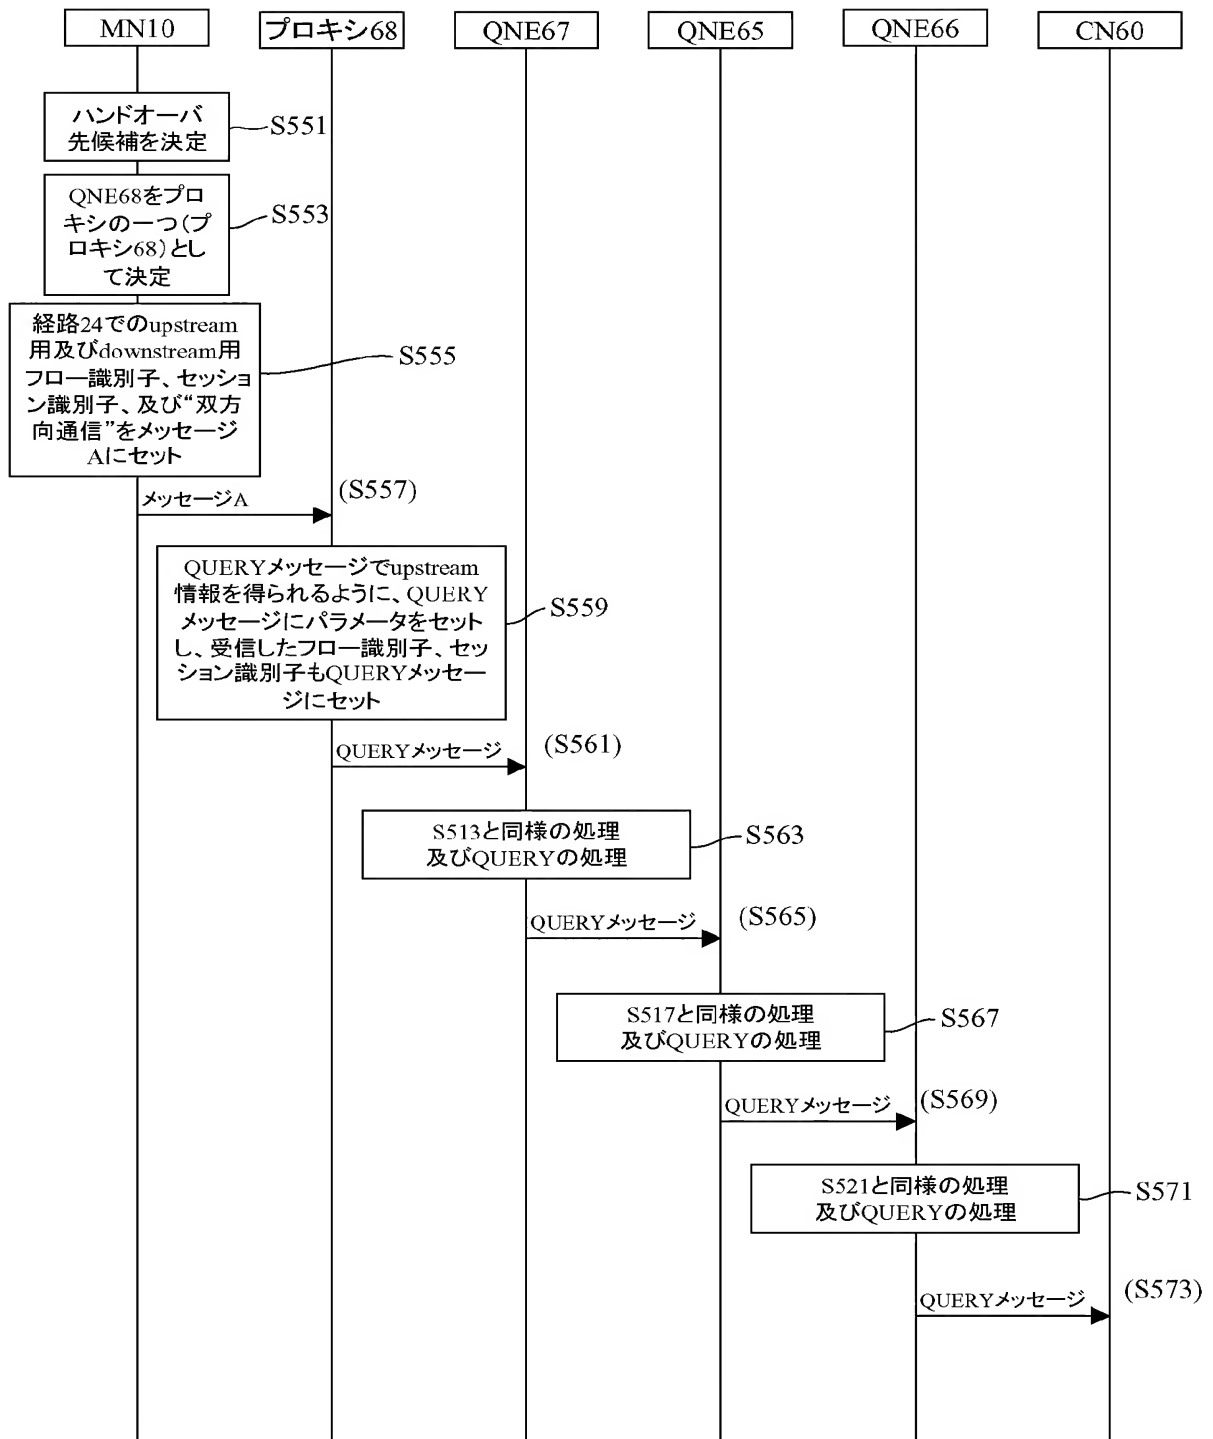 MN10
プロキシ68
QNE67
QNE65
QNE66
CN60
ハンドオーバ
先候補を決定
S551
QNE68をプロ
キシの一つ(プ
ロキシ68)とし
て決定
S553
経路24でのupstream
用及びdownstream用
フロー識別子、セッショ
ン識別子、及び“双方
向通信”をメッセージ
Aにセット
S555
メッセージA
(S557)
QUERYメッセージでupstream
情報を得られるように、QUERY
メッセージにパラメータをセット
し、受信したフロー識別子、セッ
ション識別子もQUERYメッセー
ジにセット
S559
QUERYメッセージ
(S561)
S513と同様の処理
及びQUERYの処理
S563
QUERYメッセージ
(S565)
S517と同様の処理
及びQUERYの処理
S567
QUERYメッセージ
(S569)
S521と同様の処理
及びQUERYの処理
S571
QUERYメッセージ
(S573)